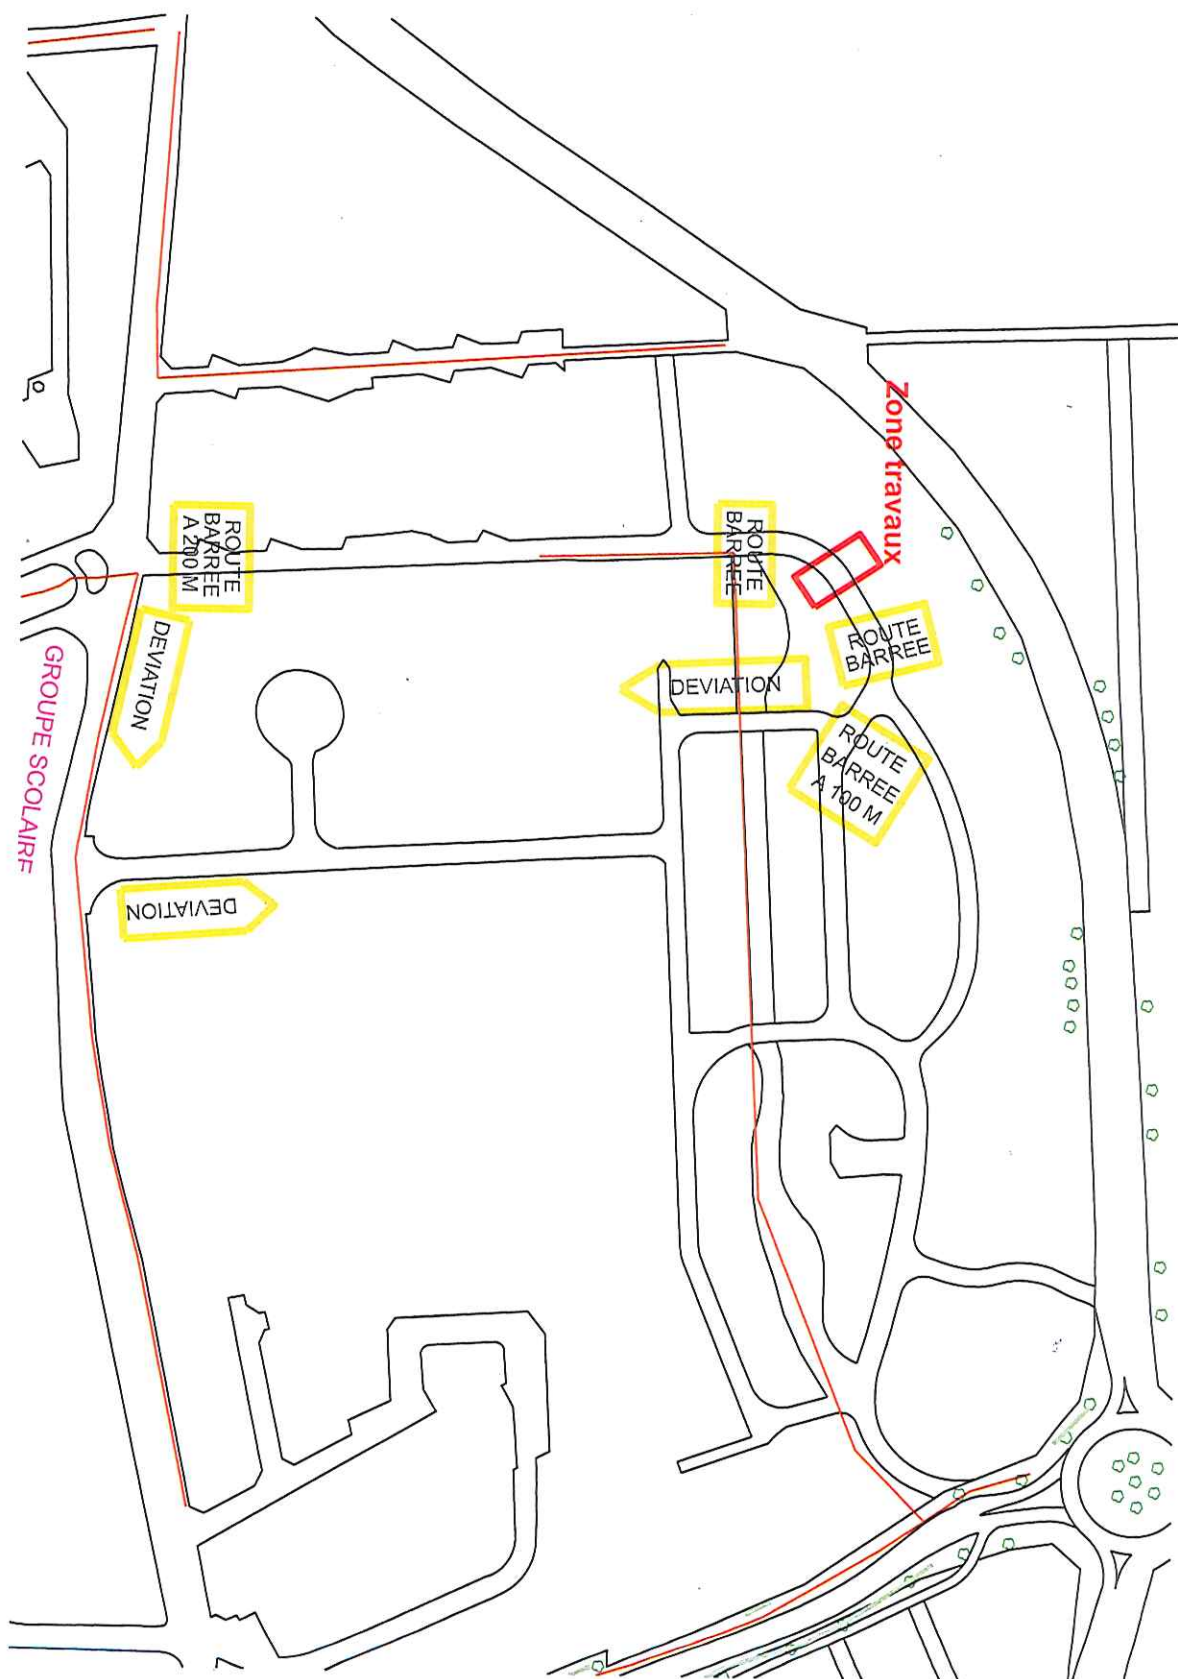 Zone travaux
ROUTE
BARREE
A 200 M
ROUTE
BARREE
ROUTE
BARREE
DEVIATION
DEVIATION
ROUTE
BARREE
A 100 M
GROUPE SCOLAIRE
DEVIATION